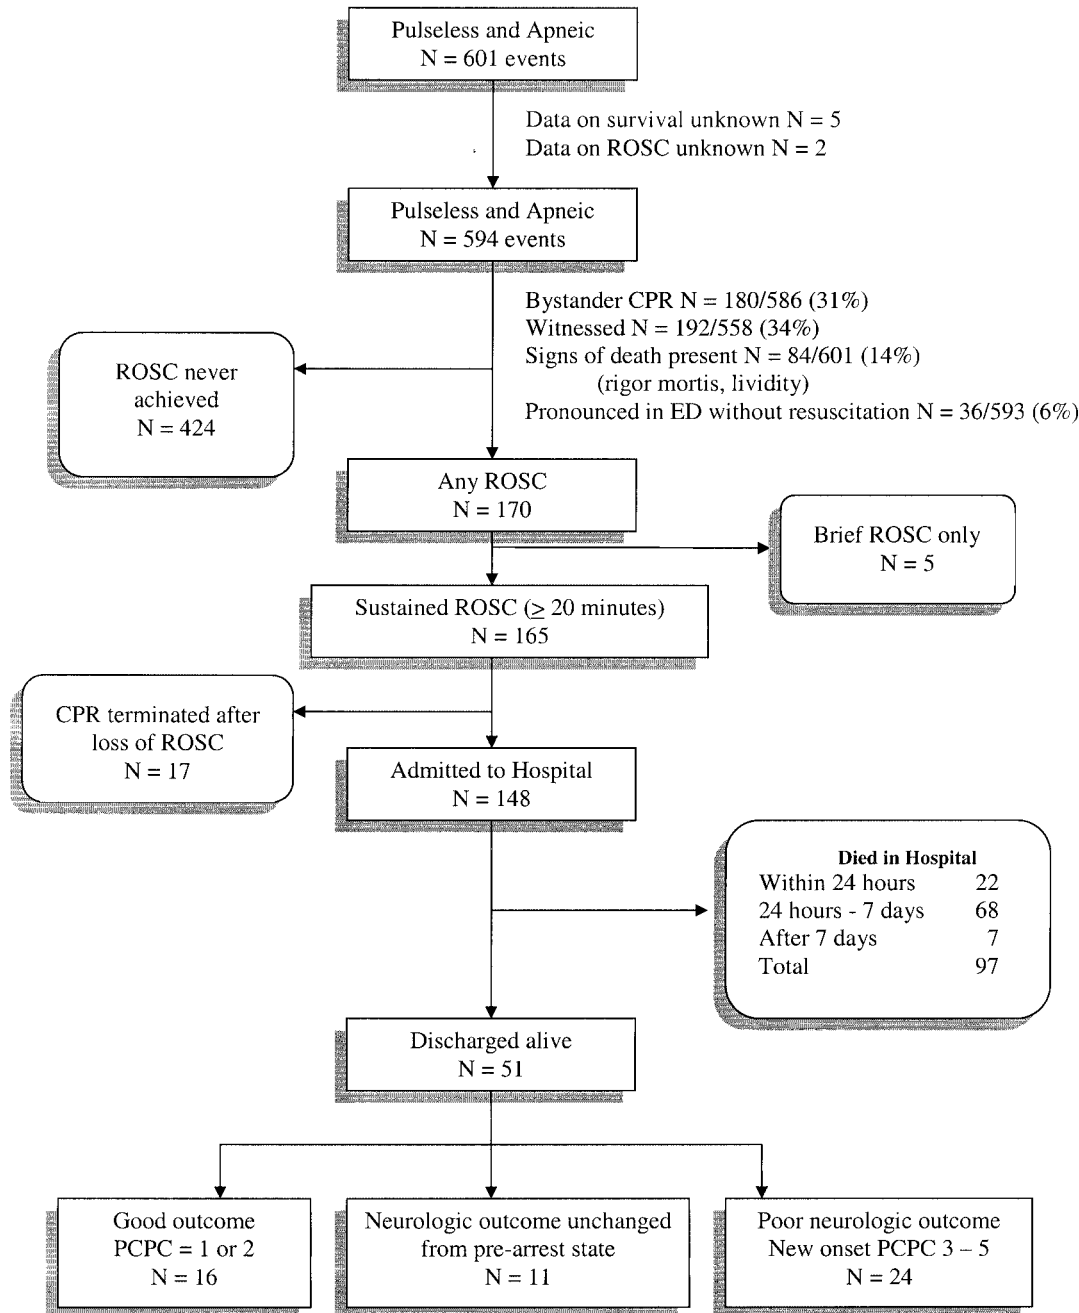 Pulseless and Apneic
N = 601 events
Data on survival unknown N = 5
Data on ROSC unknown N = 2
Pulseless and Apneic
N = 594 events
Bystander CPR N = 180/586 (31%)
Witnessed N = 192/558 (34%)
Signs of death present N = 84/601 (14%)
(rigor mortis, lividity)
Pronounced in ED without resuscitation N = 36/593 (6%)
ROSC never
achieved
N = 424
Any ROSC
N = 170
Brief ROSC only
N = 5
Sustained ROSC (≥ 20 minutes)
N = 165
CPR terminated after
loss of ROSC
N = 17
Admitted to Hospital
N = 148
Died in Hospital
Within 24 hours 22
24 hours - 7 days 68
After 7 days 7
Total 97
Discharged alive
N = 51
Good outcome
PCPC = 1 or 2
N = 16
Neurologic outcome unchanged
from pre-arrest state
N = 11
Poor neurologic outcome
New onset PCPC 3 – 5
N = 24